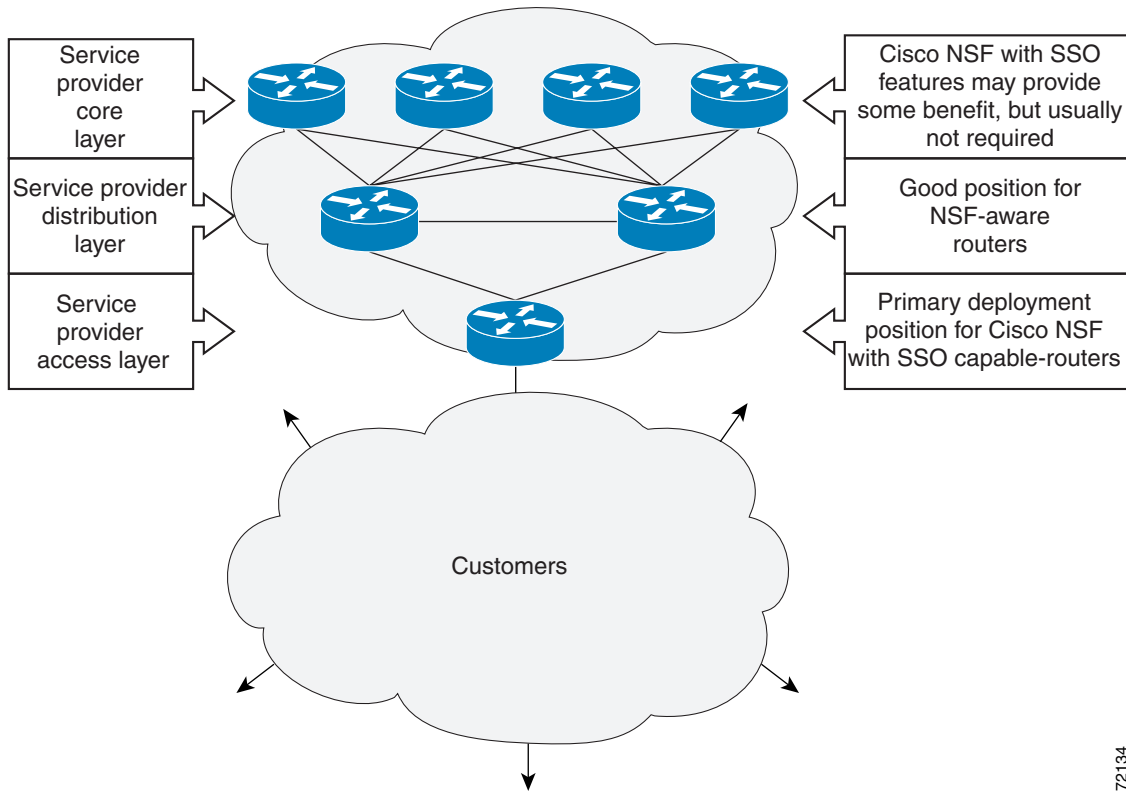 Service
provider
core
layer
Cisco NSF with SSO
features may provide
some benefit, but usually
not required
Service provider
distribution
layer
Good position for
NSF-aware
routers
Service
provider
access layer
Primary deployment
position for Cisco NSF
with SSO capable-routers
Customers
72134